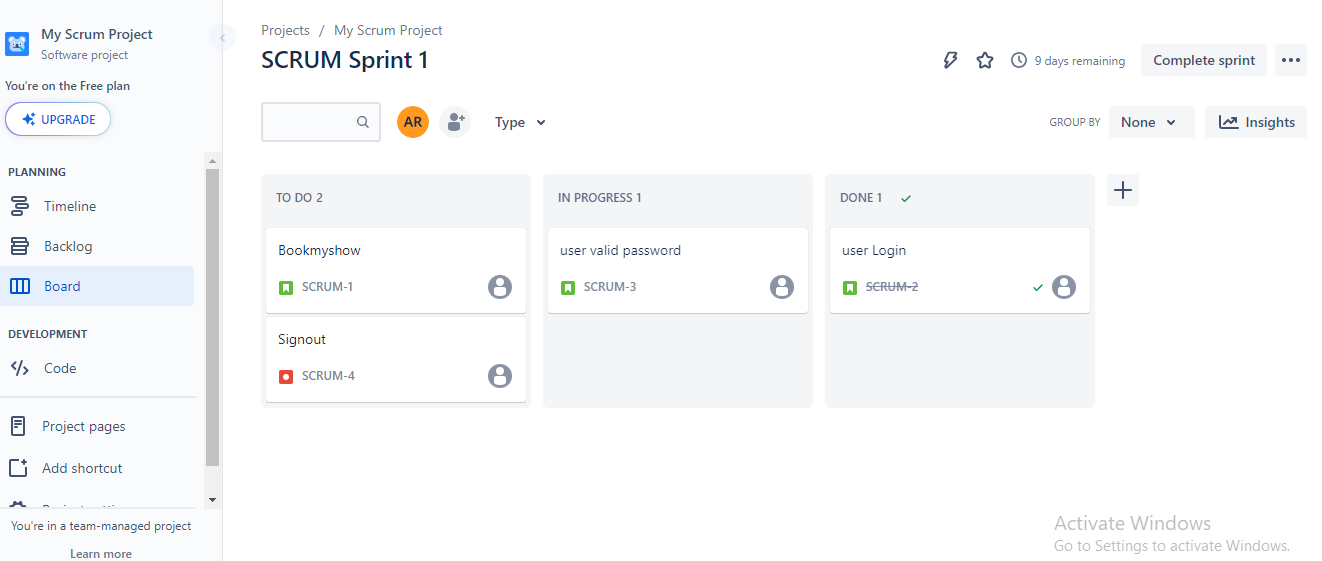 My Scrum Project
Software project
You're on the Free plan
UPGRADE
PLANNING
Timeline
Backlog
Board
DEVELOPMENT
Code
Project pages
Add shortcut
You're in a team-managed project
Learn more
Projects / My Scrum Project
SCRUM Sprint 1
9 days remaining
Complete sprint
AR
Type
GROUP BY
None
Insights
TO DO 2
Bookmyshow
SCRUM-1
Signout
SCRUM-4
IN PROGRESS 1
user valid password
SCRUM-3
DONE 1
user Login
SCRUM-2
Activate Windows
Go to Settings to activate Windows.